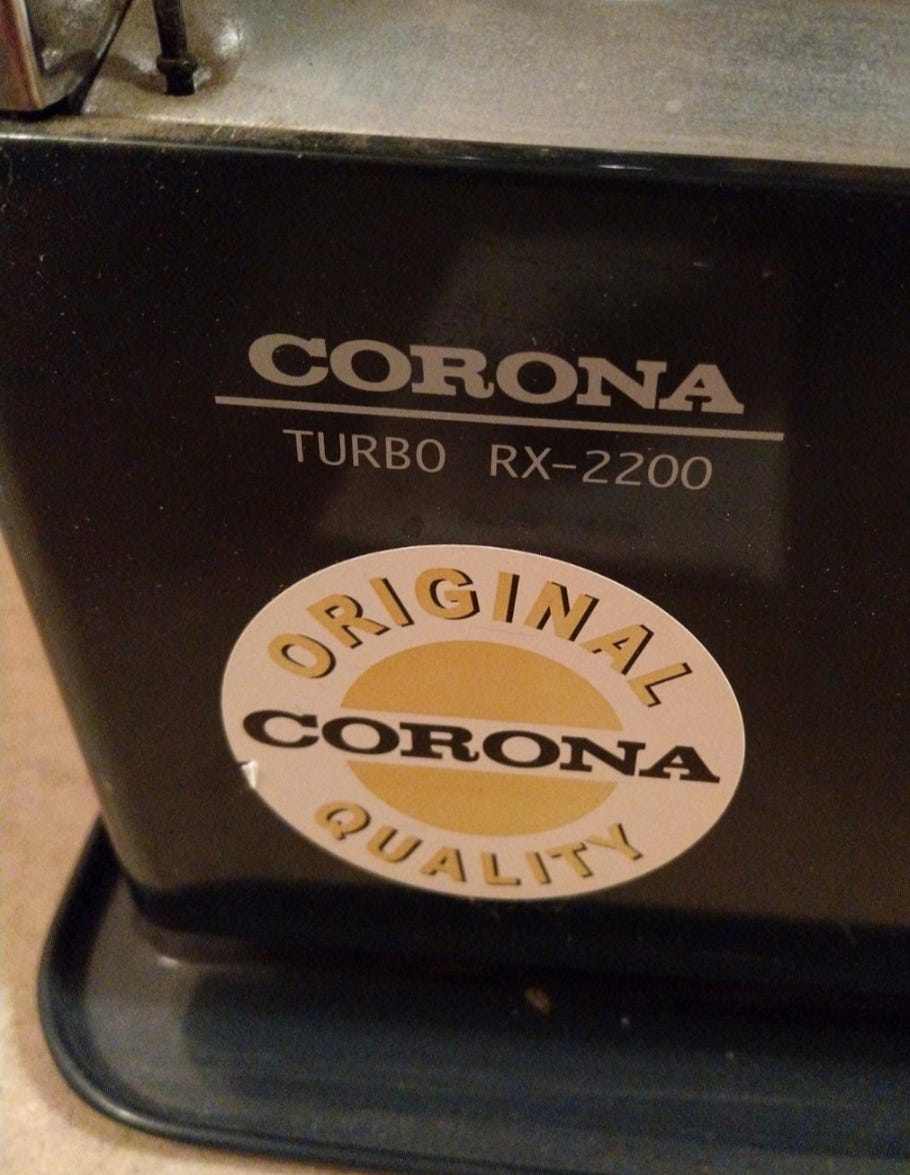 CORONA
TURBO RX-2200
ORIGINAL
CORONA
QUALITY